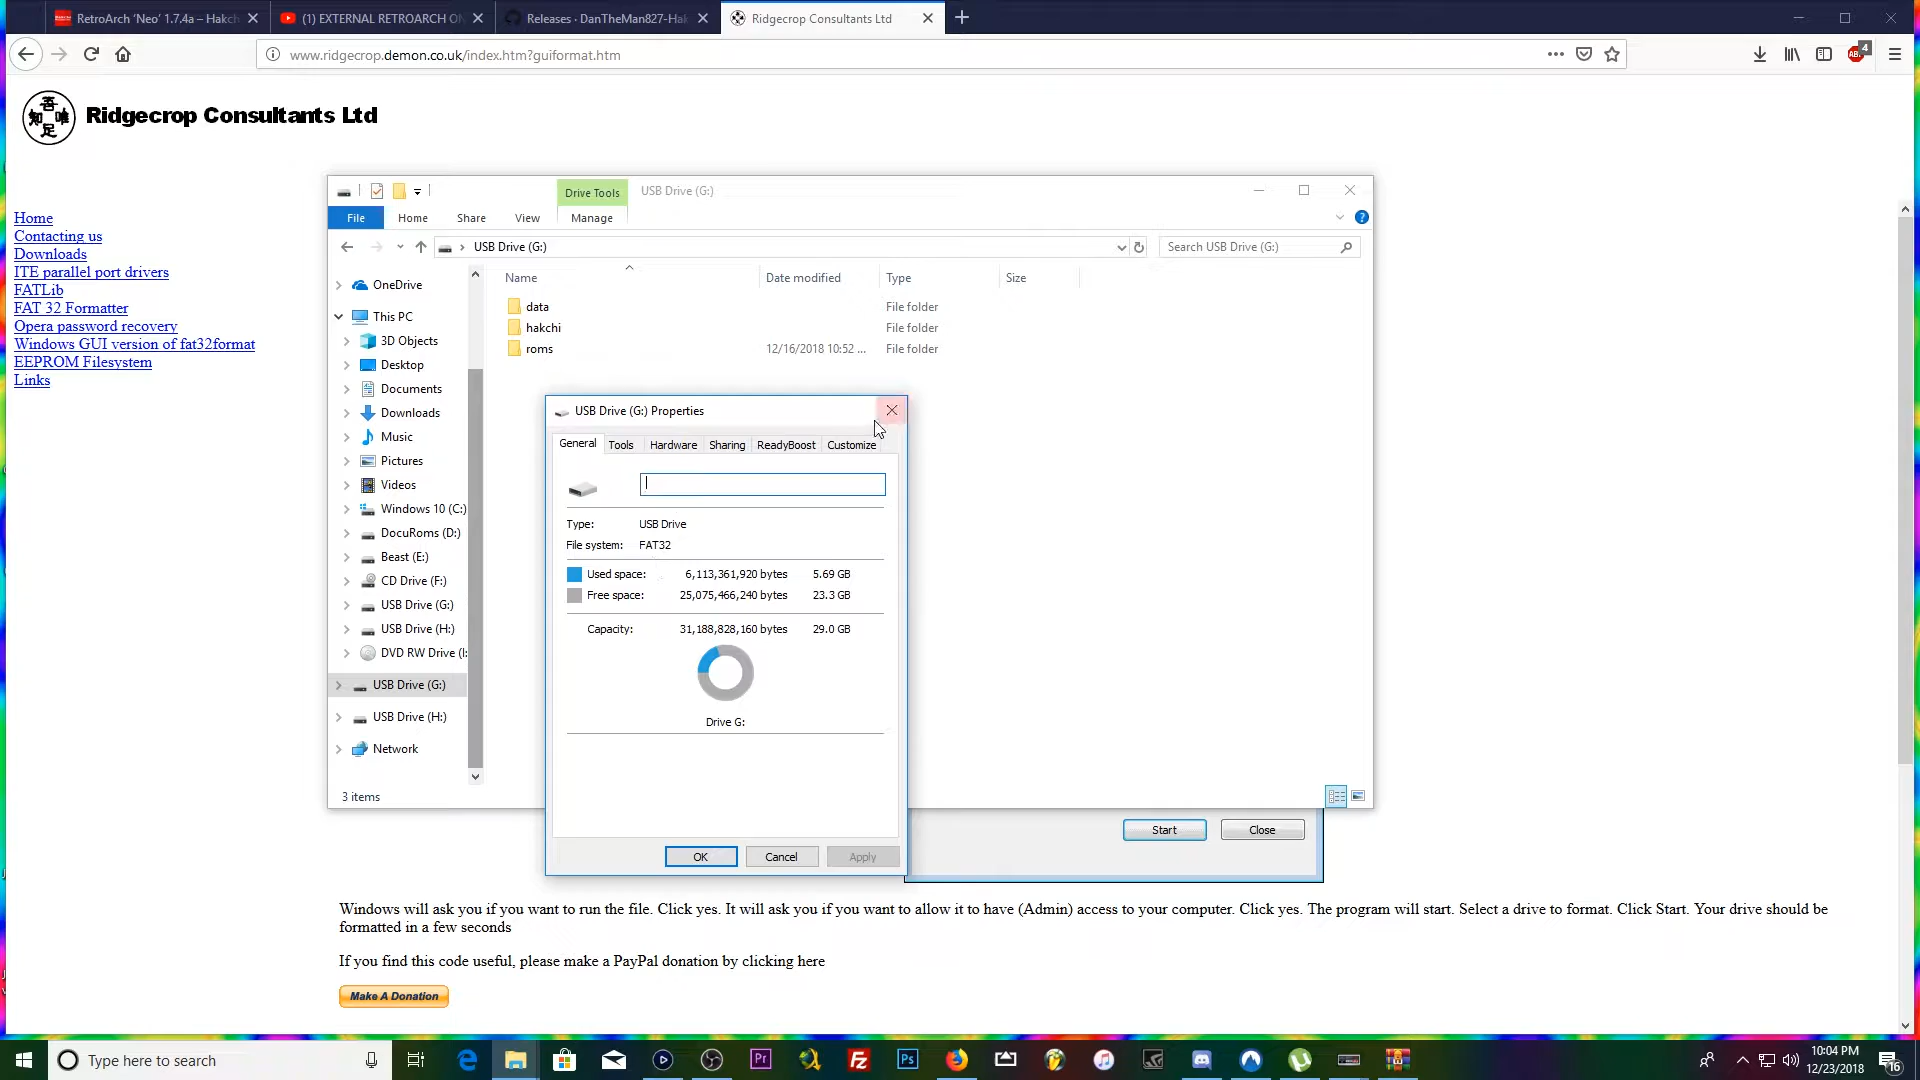 RetroArch 'Neo' 1.7.4a – Hakch
(1) EXTERNAL RETROARCH ON
Releases · DanTheMan827-Hak
Ridgecrop Consultants Ltd
www.ridgecrop.demon.co.uk/index.htm?guiformat.htm
4
吾 唯 足 知
Ridgecrop Consultants Ltd
Home
Contacting us
Downloads
ITE parallel port drivers
FATLib
FAT 32 Formatter
Opera password recovery
Windows GUI version of fat32format
EEPROM Filesystem
Links
Drive Tools
USB Drive (G:)
File
Home
Share
View
Manage
USB Drive (G:)
Search USB Drive (G:)
Name
Date modified
Type
Size
data
File folder
hakchi
File folder
roms
12/16/2018 10:52 ...
File folder
OneDrive
This PC
3D Objects
Desktop
Documents
Downloads
Music
Pictures
Videos
Windows 10 (C:)
DocuRoms (D:)
Beast (E:)
CD Drive (F:)
USB Drive (G:)
USB Drive (H:)
DVD RW Drive (I:
USB Drive (G:)
USB Drive (H:)
Network
3 items
USB Drive (G:) Properties
General
Tools
Hardware
Sharing
ReadyBoost
Customize
Type: USB Drive
File system: FAT32
Used space: 6,113,361,920 bytes 5.69 GB
Free space: 25,075,466,240 bytes 23.3 GB
Capacity: 31,188,828,160 bytes 29.0 GB
Drive G:
OK
Cancel
Apply
Start
Close
Windows will ask you if you want to run the file. Click yes. It will ask you if you want to allow it to have (Admin) access to your computer. Click yes. The program will start. Select a drive to format. Click Start. Your drive should be
formatted in a few seconds
If you find this code useful, please make a PayPal donation by clicking here
Make A Donation
Type here to search
10:04 PM
12/23/2018
16